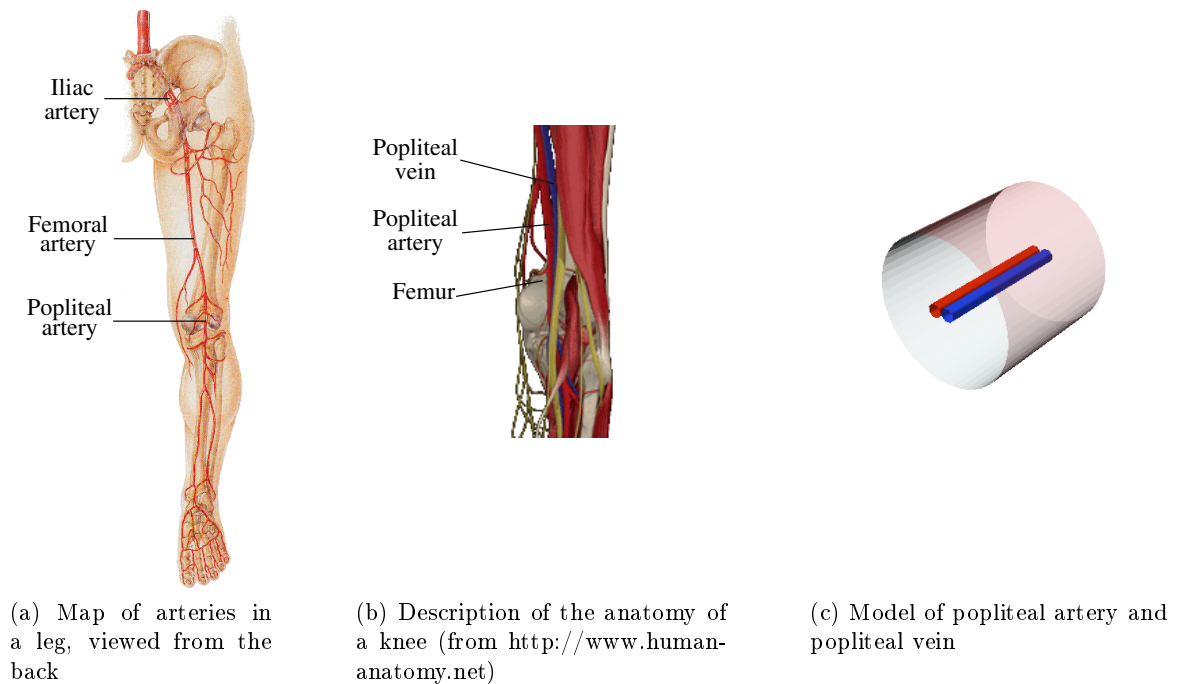 Iliac
artery
Femoral
artery
Popliteal
artery
Popliteal
vein
Popliteal
artery
Femur
(a) Map of arteries in
a leg, viewed from the
back
(b) Description of the anatomy of
a knee (from http://www.human-
anatomy.net)
(c) Model of popliteal artery and
popliteal vein